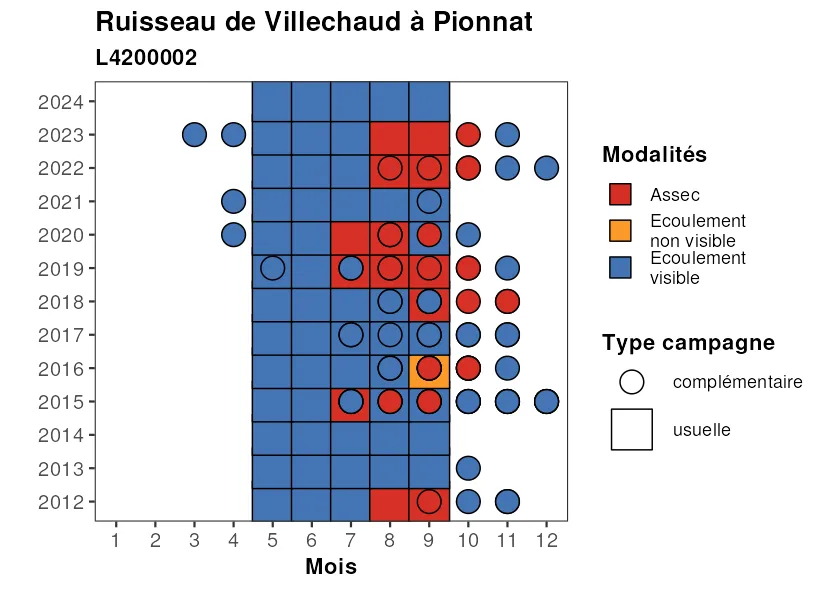 Ruisseau de Villechaud à Pionnat
L4200002
2024
2023
2022
2021
2020
2019
2018
2017
2016
2015
2014
2013
2012
1 2 3 4 5 6 7 8 9 10 11 12
Mois
Modalités
Assec
Ecoulement
non visible
Ecoulement
visible
Type campagne
complémentaire
usuelle